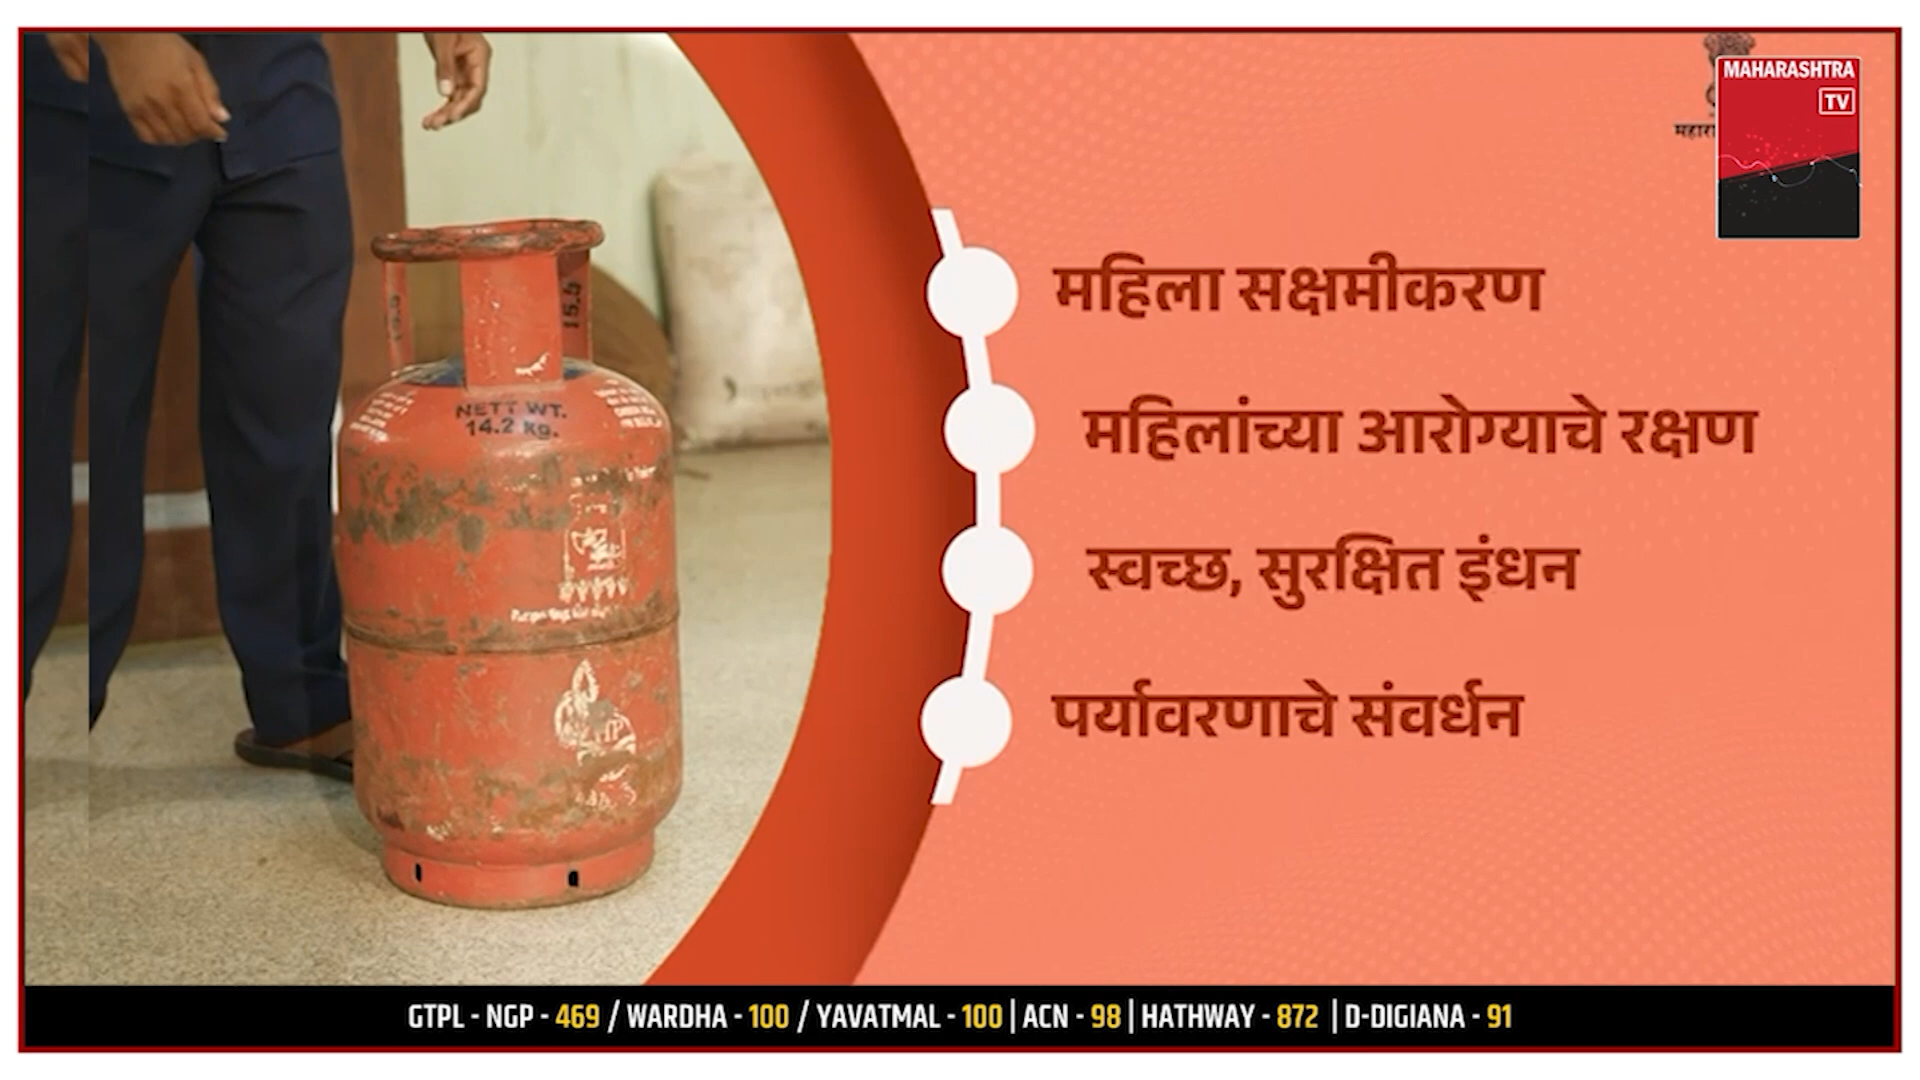 MAHARASHTRA
TV
महिला सक्षमीकरण
महिलांच्या आरोग्याचे रक्षण
स्वच्छ, सुरक्षित इंधन
पर्यावरणाचे संवर्धन
15.5
NETT WT.
14.2 Kg.
GTPL - NGP - 469 / WARDHA - 100 / YAVATMAL - 100 | ACN - 98 | HATHWAY - 872 | D-DIGIANA - 91